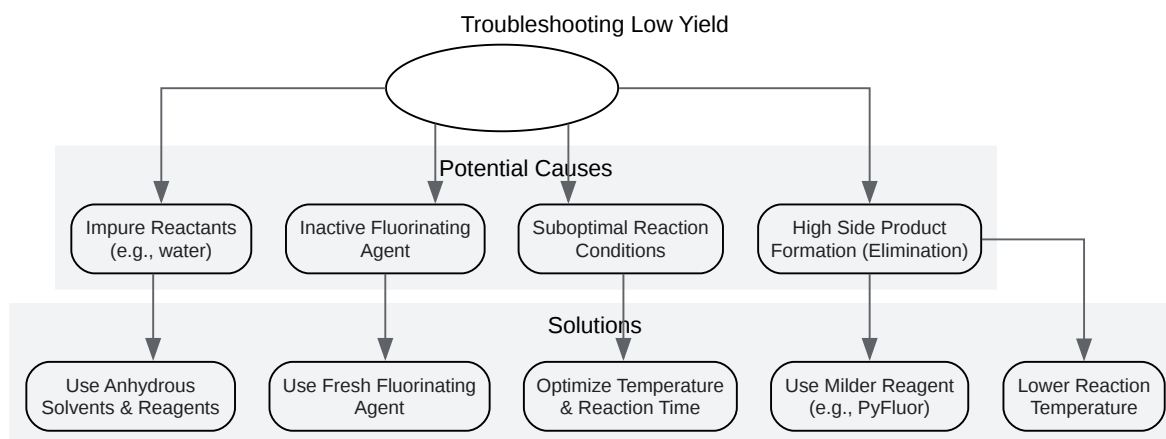 Troubleshooting Low Yield
Potential Causes
Impure Reactants
(e.g., water)
Inactive Fluorinating
Agent
Suboptimal Reaction
Conditions
High Side Product
Formation (Elimination)
Solutions
Use Anhydrous
Solvents & Reagents
Use Fresh Fluorinating
Agent
Optimize Temperature
& Reaction Time
Use Milder Reagent
(e.g., PyFluor)
Lower Reaction
Temperature